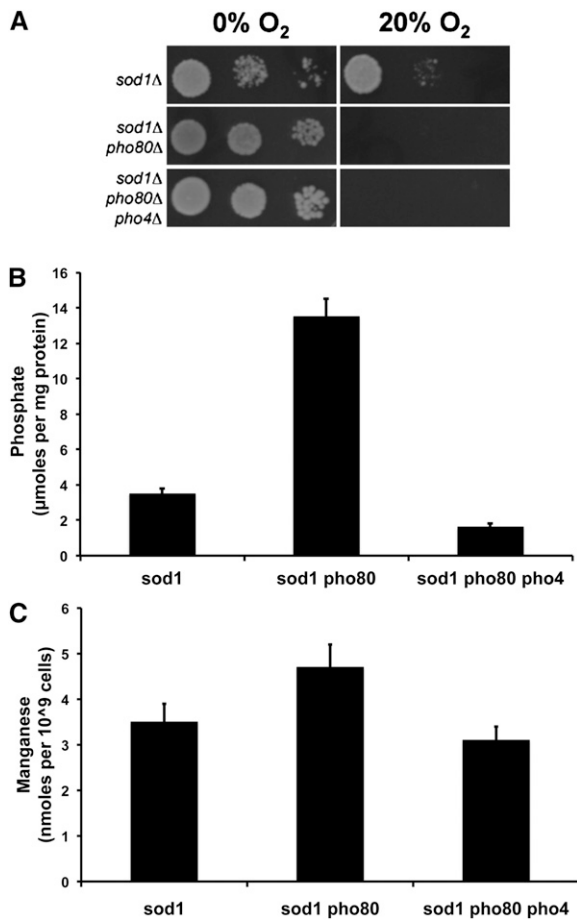 A
0% O₂ 20% O₂
sod1Δ
sod1Δ
pho80Δ
sod1Δ
pho80Δ
pho4Δ
B
Phosphate
(µmoles per mg protein)
16
14
12
10
8
6
4
2
0
sod1 sod1 pho80 sod1 pho80 pho4
C
Manganese
(nmoles per 10^9 cells)
6
5
4
3
2
1
0
sod1 sod1 pho80 sod1 pho80 pho4